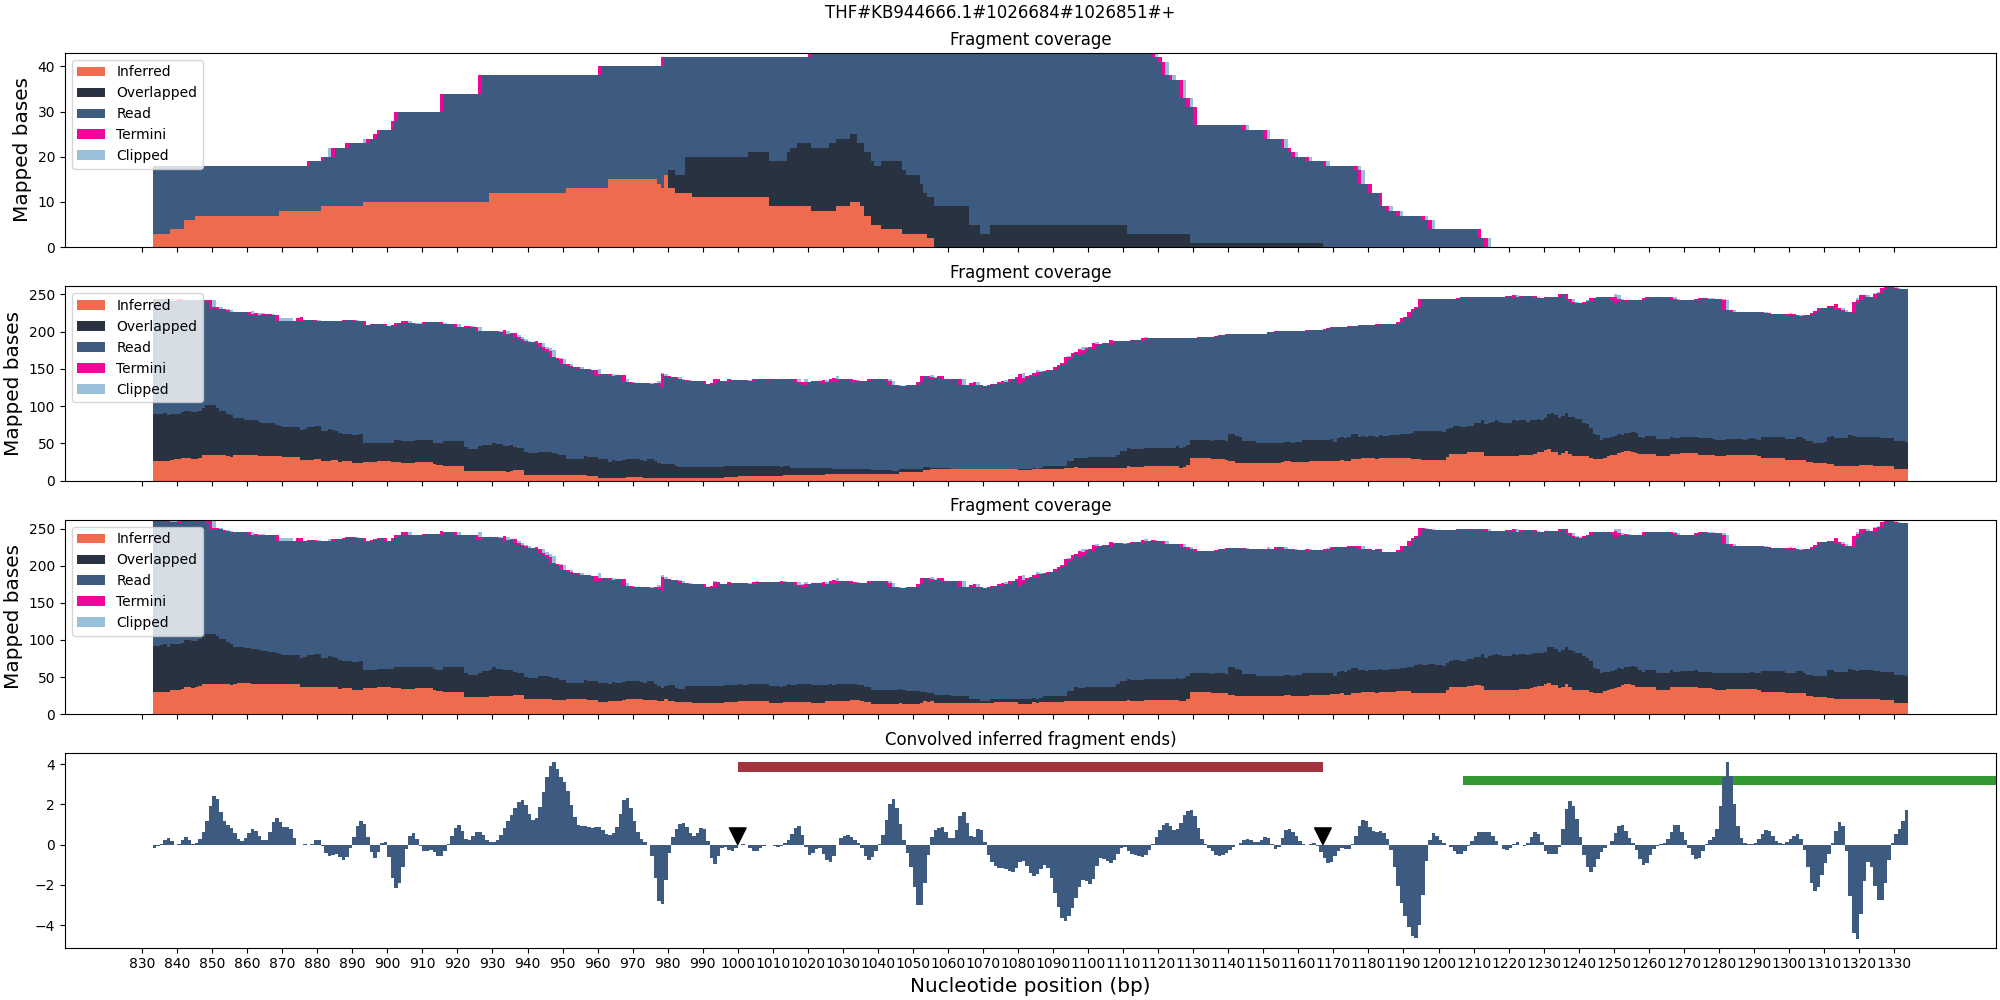 THF#KB944666.1#1026684#1026851#+
Fragment coverage
Mapped bases
40
30
20
10
0
Inferred
Overlapped
Read
Termini
Clipped
Fragment coverage
Mapped bases
250
200
150
100
50
0
Inferred
Overlapped
Read
Termini
Clipped
Fragment coverage
Mapped bases
250
200
150
100
50
0
Inferred
Overlapped
Read
Termini
Clipped
Convolved inferred fragment ends)
4
2
0
−2
−4
830 840 850 860 870 880 890 900 910 920 930 940 950 960 970 980 990 1000 1010 1020 1030 1040 1050 1060 1070 1080 1090 1100 1110 1120 1130 1140 1150 1160 1170 1180 1190 1200 1210 1220 1230 1240 1250 1260 1270 1280 1290 1300 1310 1320 1330
Nucleotide position (bp)